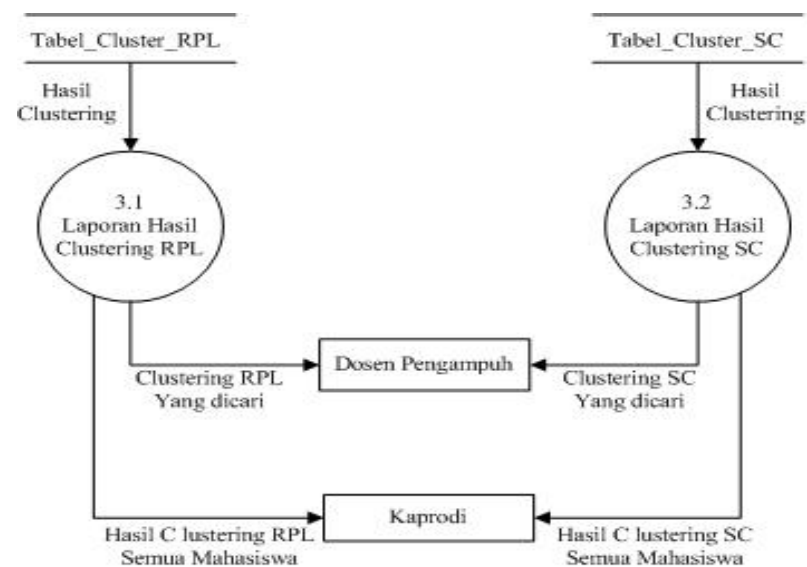 Tabel_Cluster_RPL
Tabel_Cluster_SC
Hasil
Clustering
Hasil
Clustering
3.1
Laporan Hasil
Clustering RPL
3.2
Laporan Hasil
Clustering SC
Dosen Pengampuh
Clustering RPL
Yang dicari
Clustering SC
Yang dicari
Kaprodi
Hasil C lustering RPL
Semua Mahasiswa
Hasil C lustering SC
Semua Mahasiswa